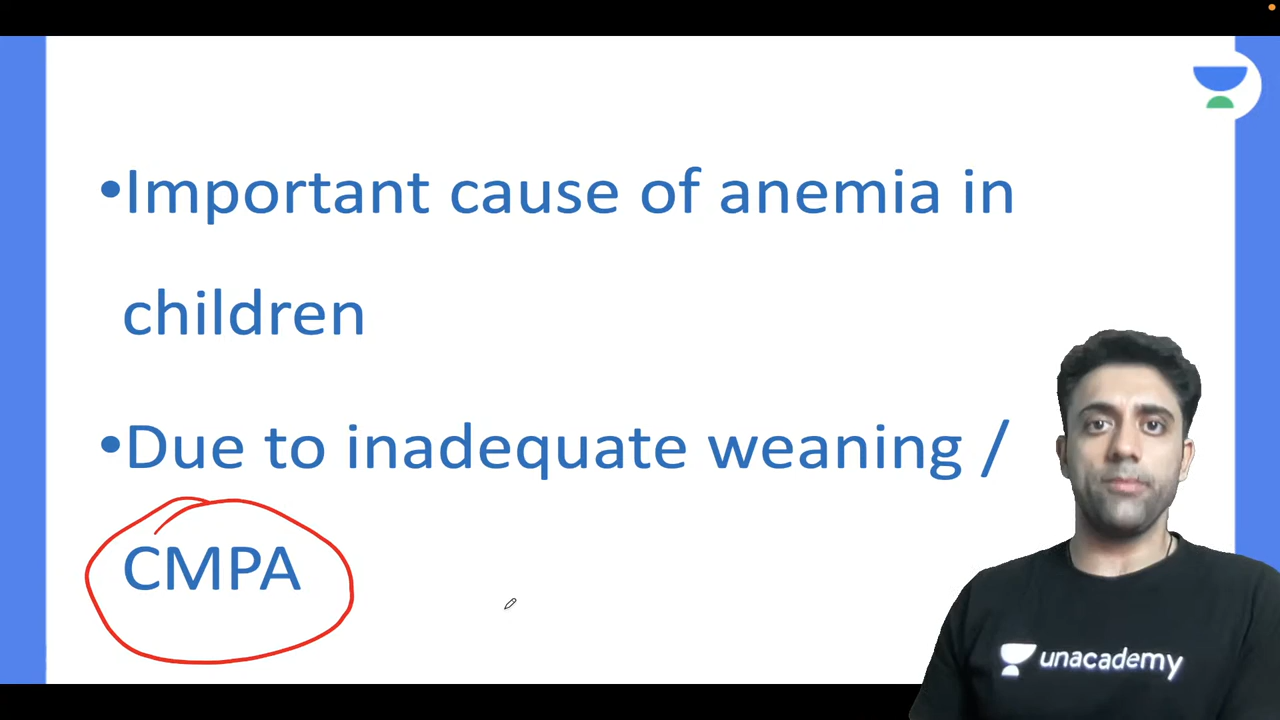 •Important cause of anemia in
children
•Due to inadequate weaning /
CMPA
unacademy